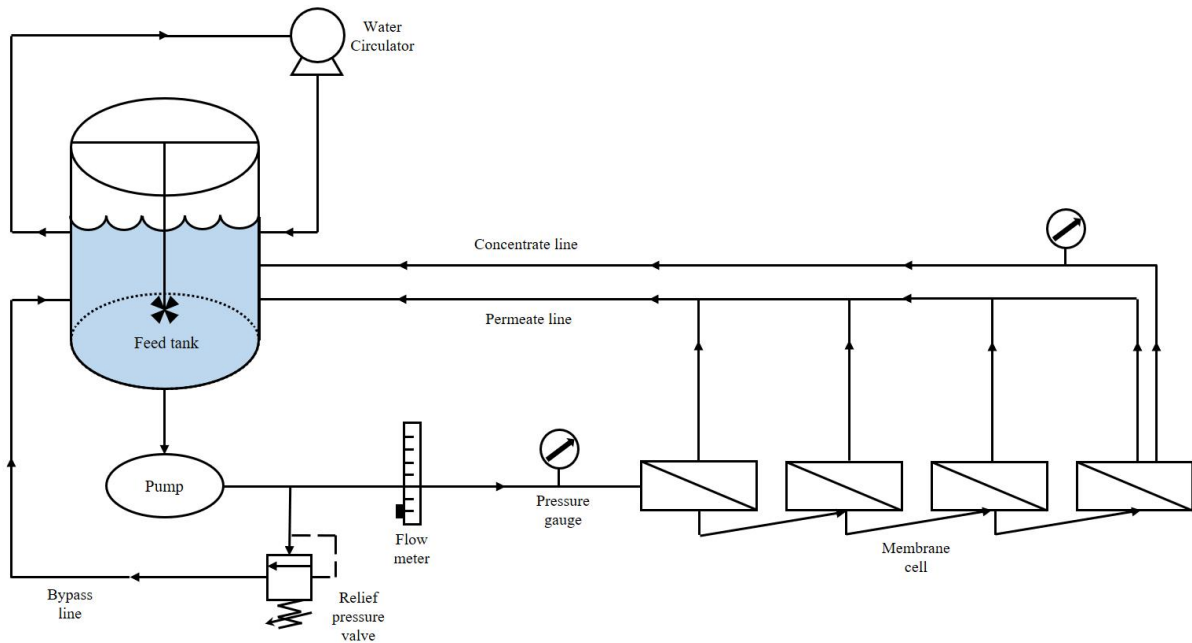 Water
Circulator
Concentrate line
Permeate line
Feed tank
Pump
Pressure
gauge
Flow
meter
Membrane
cell
Bypass
line
Relief
pressure
valve